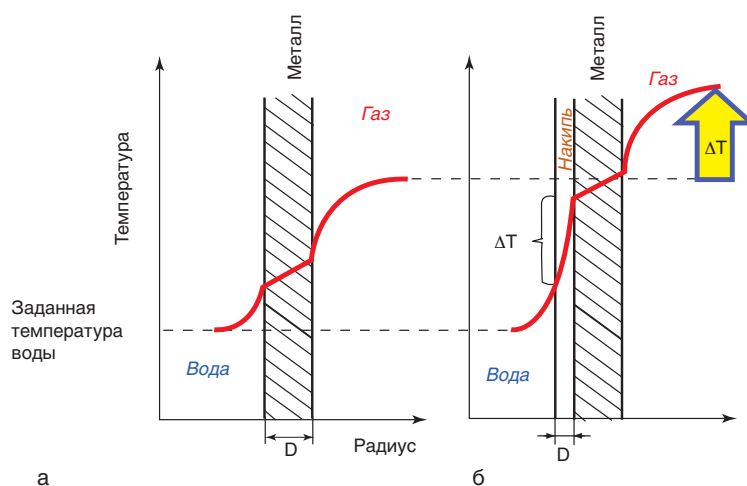 Металл
Газ
Температура
Заданная
температура
воды
Вода
D
Радиус
а
Металл
Газ
Накипь
ΔT
ΔT
Вода
D
б